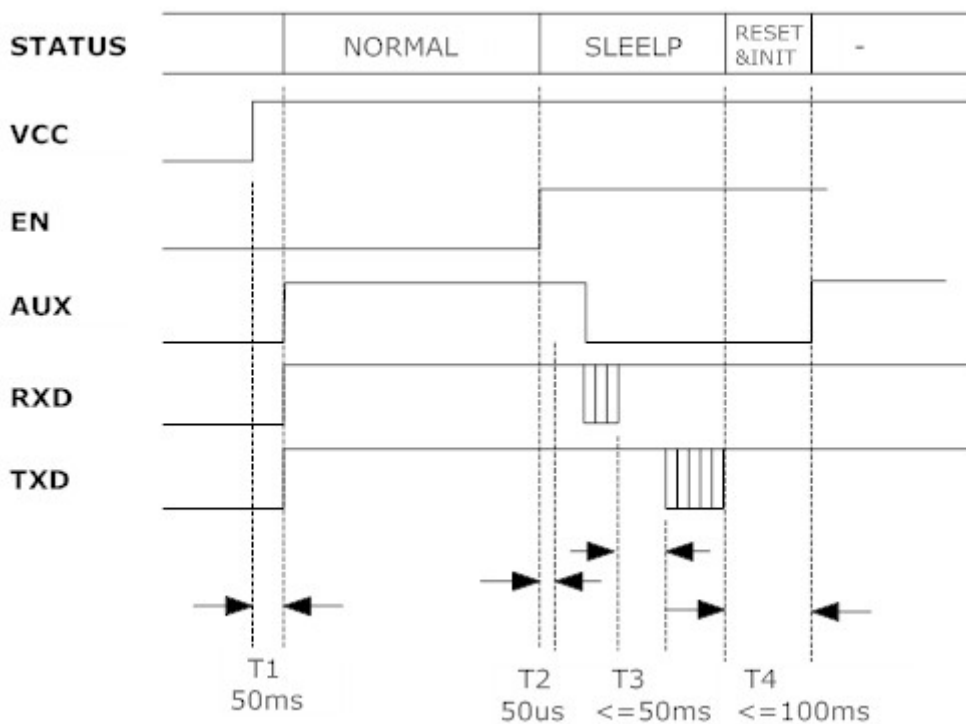 STATUS NORMAL SLEELP RESET &INIT -
VCC
EN
AUX
RXD
TXD
T1 T2 T3 T4
50ms 50us <=50ms <=100ms